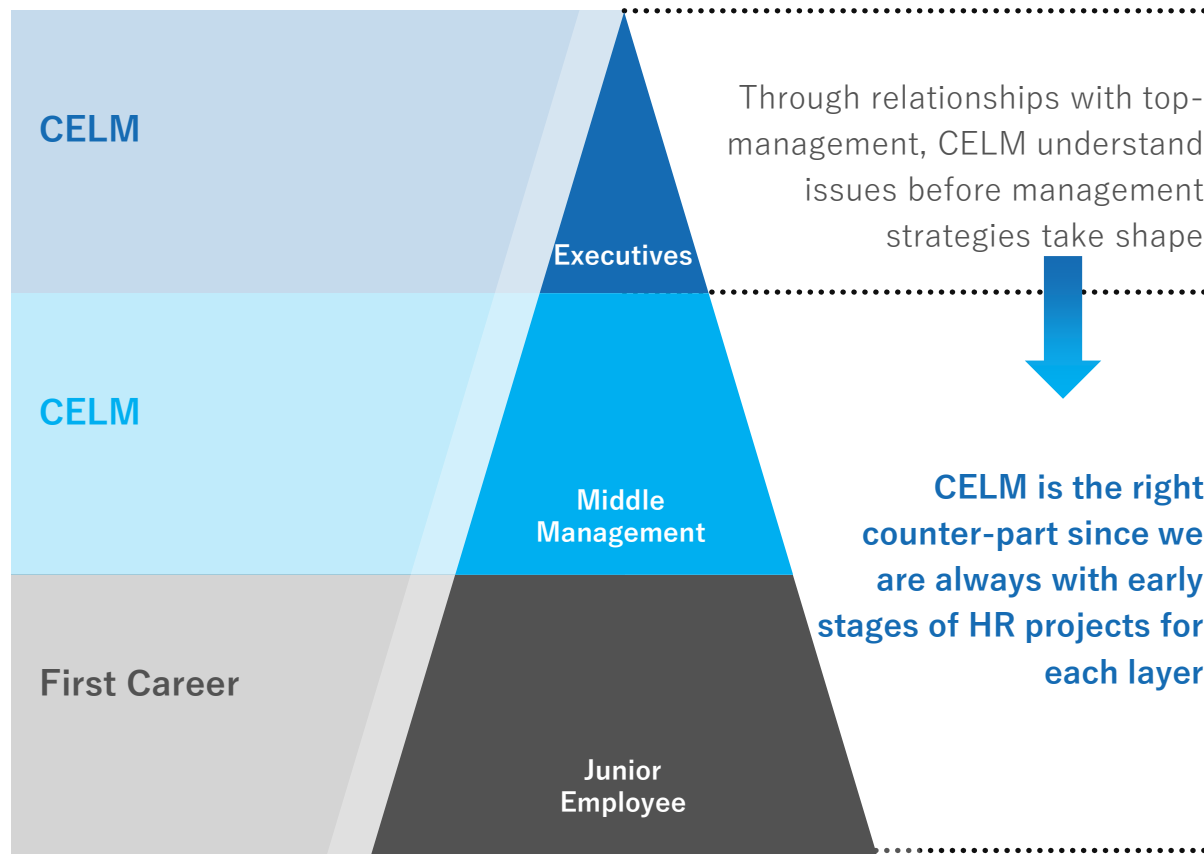 CELM
Executives
Through relationships with top-
management, CELM understand
issues before management
strategies take shape
CELM
Middle
Management
CELM is the right
counter-part since we
are always with early
stages of HR projects for
each layer
First Career
Junior
Employee